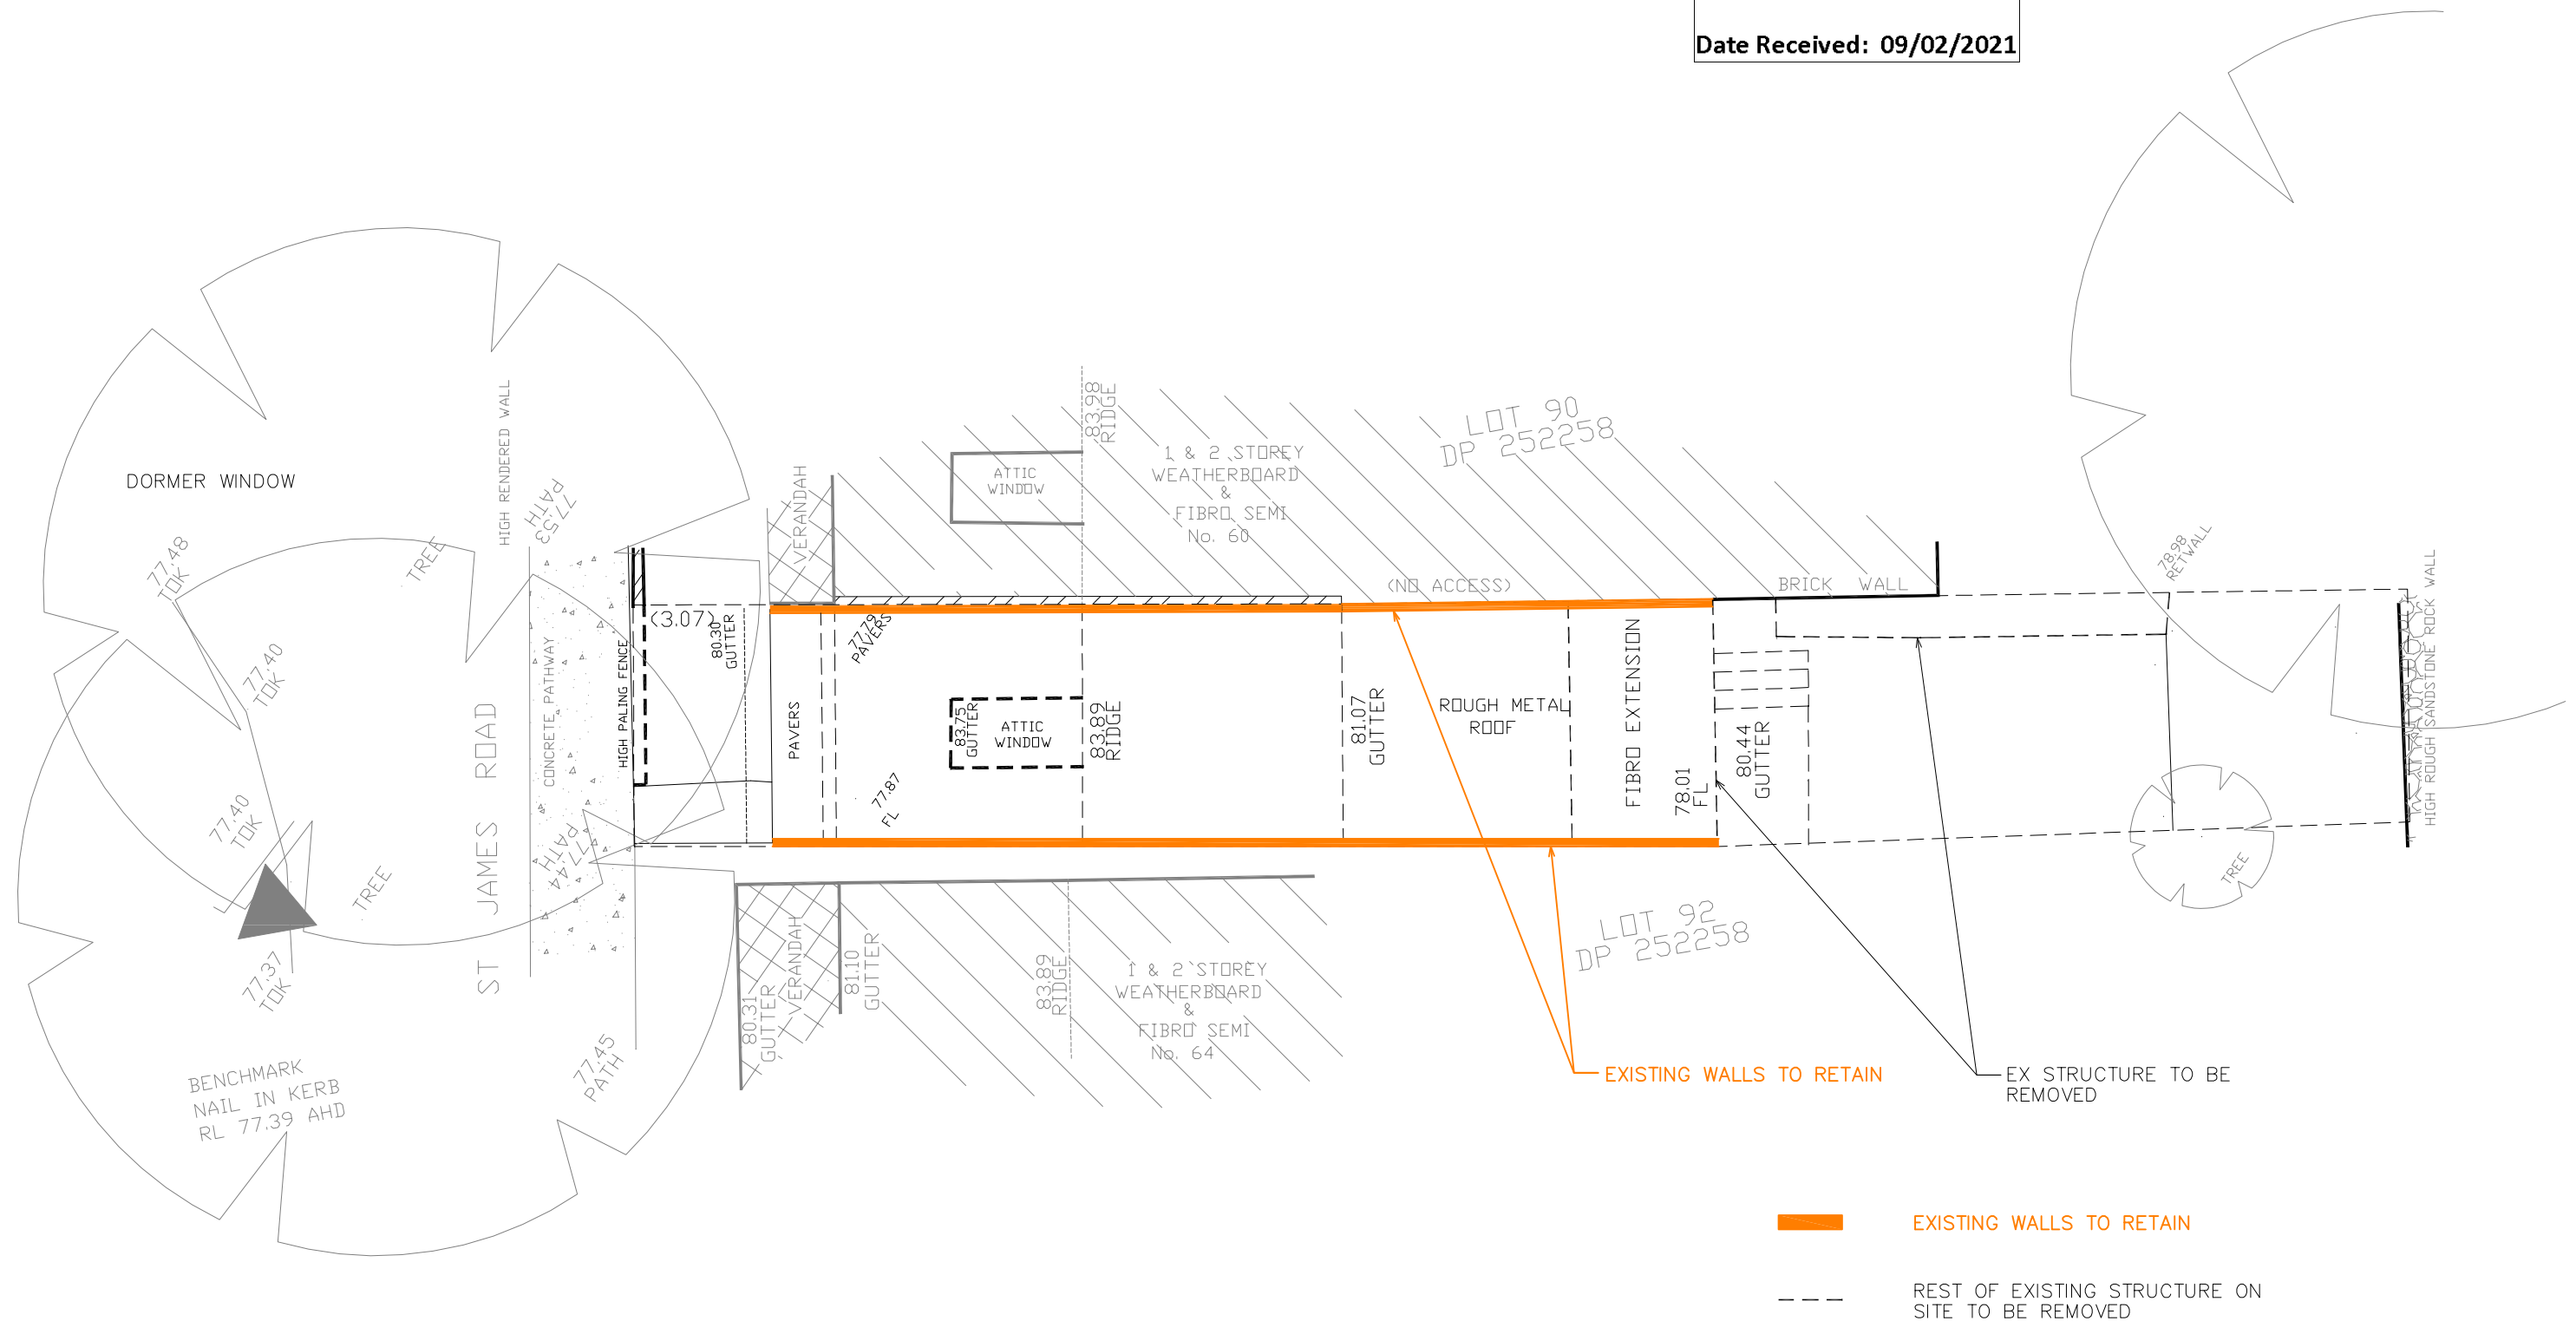 Date Received: 09/02/2021
DORMER WINDOW
HIGH RENDERED WALL
77.53
PATH
77.48
TOK
TREE
77.40
TOK
77.40
TOK
TREE
77.37
TOK
BENCHMARK
NAIL IN KERB
RL 77.39 AHD
ST JAMES ROAD
CONCRETE PATHWAY
77.44
PATH
77.45
PATH
HIGH PALING FENCE
(3.07)
80.30
GUTTER
VERANDAH
PAVERS
77.79
PAVERS
77.87
FL
ATTIC
WINDOW
83.98
RIDGE
1 & 2 STOREY
WEATHERBOARD
&
FIBRO SEMI
No. 60
LOT 90
DP 252258
(NO ACCESS)
BRICK WALL
83.75
GUTTER
ATTIC
WINDOW
83.89
RIDGE
81.07
GUTTER
ROUGH METAL
ROOF
FIBRO EXTENSION
78.01
FL
80.44
GUTTER
78.98
RETWALL
HIGH ROUGH SANDSTONE ROCK WALL
TREE
80.31
GUTTER
VERANDAH
81.10
GUTTER
83.89
RIDGE
1 & 2 STOREY
WEATHERBOARD
&
FIBRO SEMI
No. 64
LOT 92
DP 252258
EXISTING WALLS TO RETAIN
EX STRUCTURE TO BE
REMOVED
EXISTING WALLS TO RETAIN
REST OF EXISTING STRUCTURE ON
SITE TO BE REMOVED